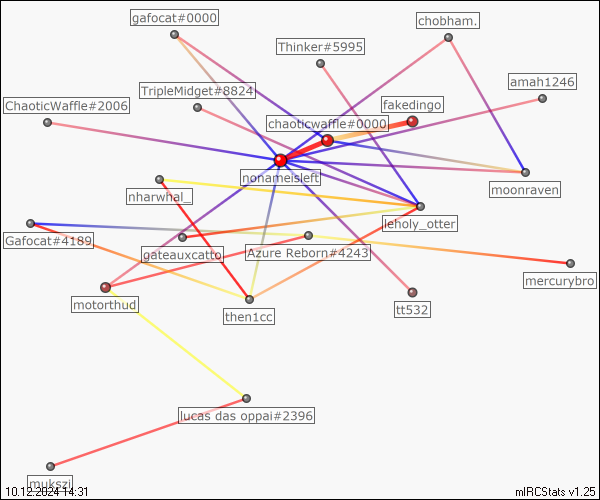 gafocat#0000
chobham.
Thinker#5995
amah1246
TripleMidget#8824
ChaoticWaffle#2006
fakedingo
chaoticwaffle#0000
nonameisleft
moonraven
nharwhal_
leholy_otter
Gafocat#4189
gateauxcatto
Azure Reborn#4243
mercurybro
motorthud
then1cc
tt532
lucas das oppai#2396
mukszi
10.12.2024 14:31
mIRCStats v1.25